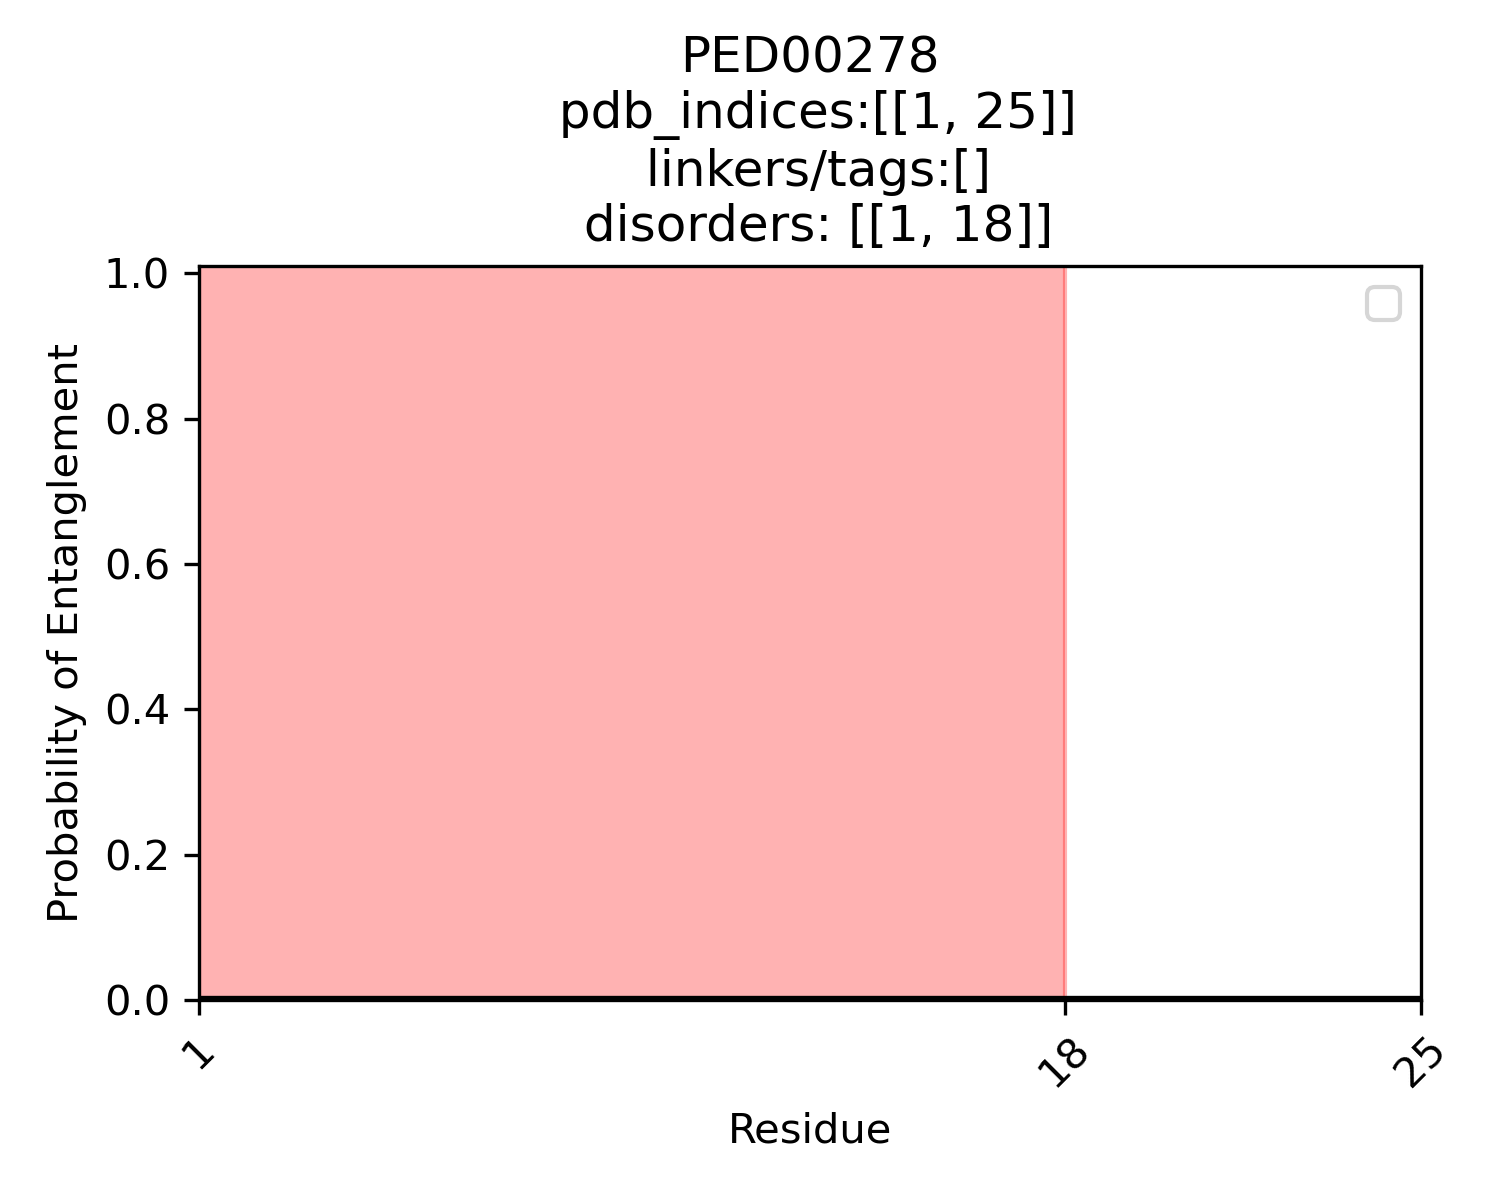 PED00278
pdb_indices:[[1, 25]]
linkers/tags:[]
disorders: [[1, 18]]
1.0
0.8
0.6
0.4
0.2
0.0
Probability of Entanglement
1
18
25
Residue